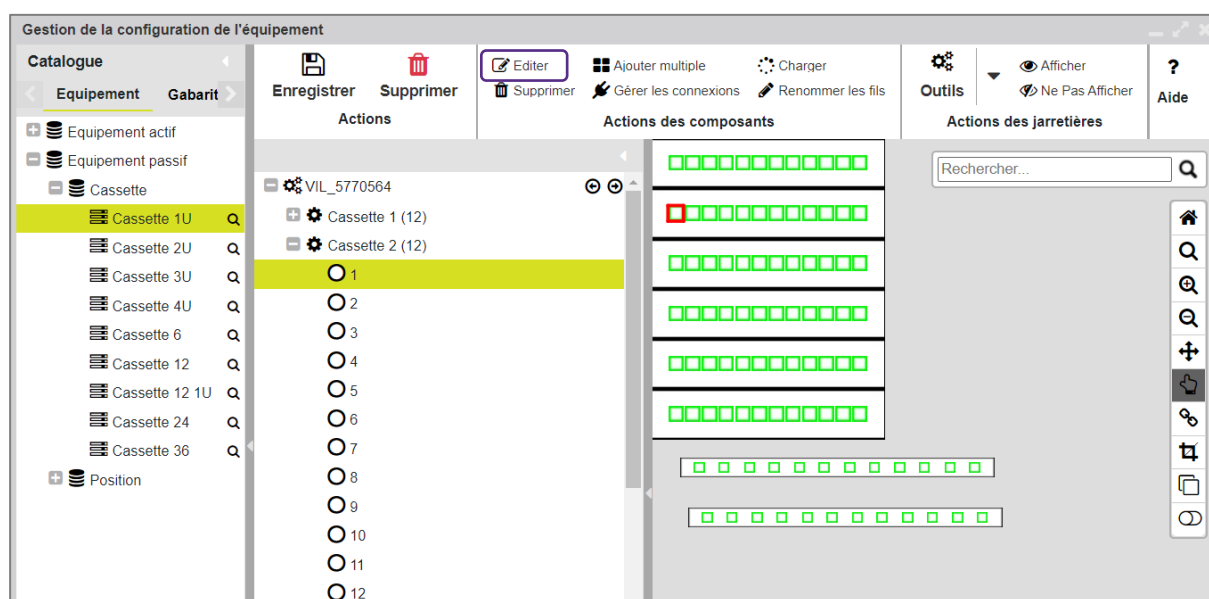 Gestion de la configuration de l'équipement
Catalogue
Equipement Gabarit
Equipement actif
Equipement passif
Cassette
Cassette 1U
Cassette 2U
Cassette 3U
Cassette 4U
Cassette 6
Cassette 12
Cassette 12 1U
Cassette 24
Cassette 36
Position
Enregistrer Supprimer
Actions
Editer Ajouter multiple Charger
Supprimer Gérer les connexions Renommer les fils
Actions des composants
Outils
Afficher
Ne Pas Afficher
Actions des jarretières
?
Aide
VIL_5770564
Cassette 1 (12)
Cassette 2 (12)
1
2
3
4
5
6
7
8
9
10
11
12
Rechercher...